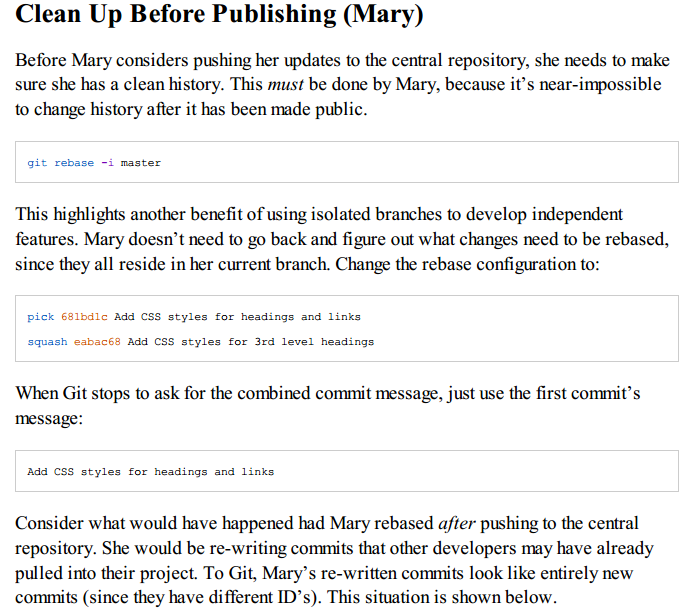 Clean Up Before Publishing (Mary)
Before Mary considers pushing her updates to the central repository, she needs to make
sure she has a clean history. This must be done by Mary, because it’s near-impossible
to change history after it has been made public.
git rebase -i master
This highlights another benefit of using isolated branches to develop independent
features. Mary doesn’t need to go back and figure out what changes need to be rebased,
since they all reside in her current branch. Change the rebase configuration to:
pick 681bd1c Add CSS styles for headings and links
squash eabac68 Add CSS styles for 3rd level headings
When Git stops to ask for the combined commit message, just use the first commit’s
message:
Add CSS styles for headings and links
Consider what would have happened had Mary rebased after pushing to the central
repository. She would be re-writing commits that other developers may have already
pulled into their project. To Git, Mary’s re-written commits look like entirely new
commits (since they have different ID’s). This situation is shown below.